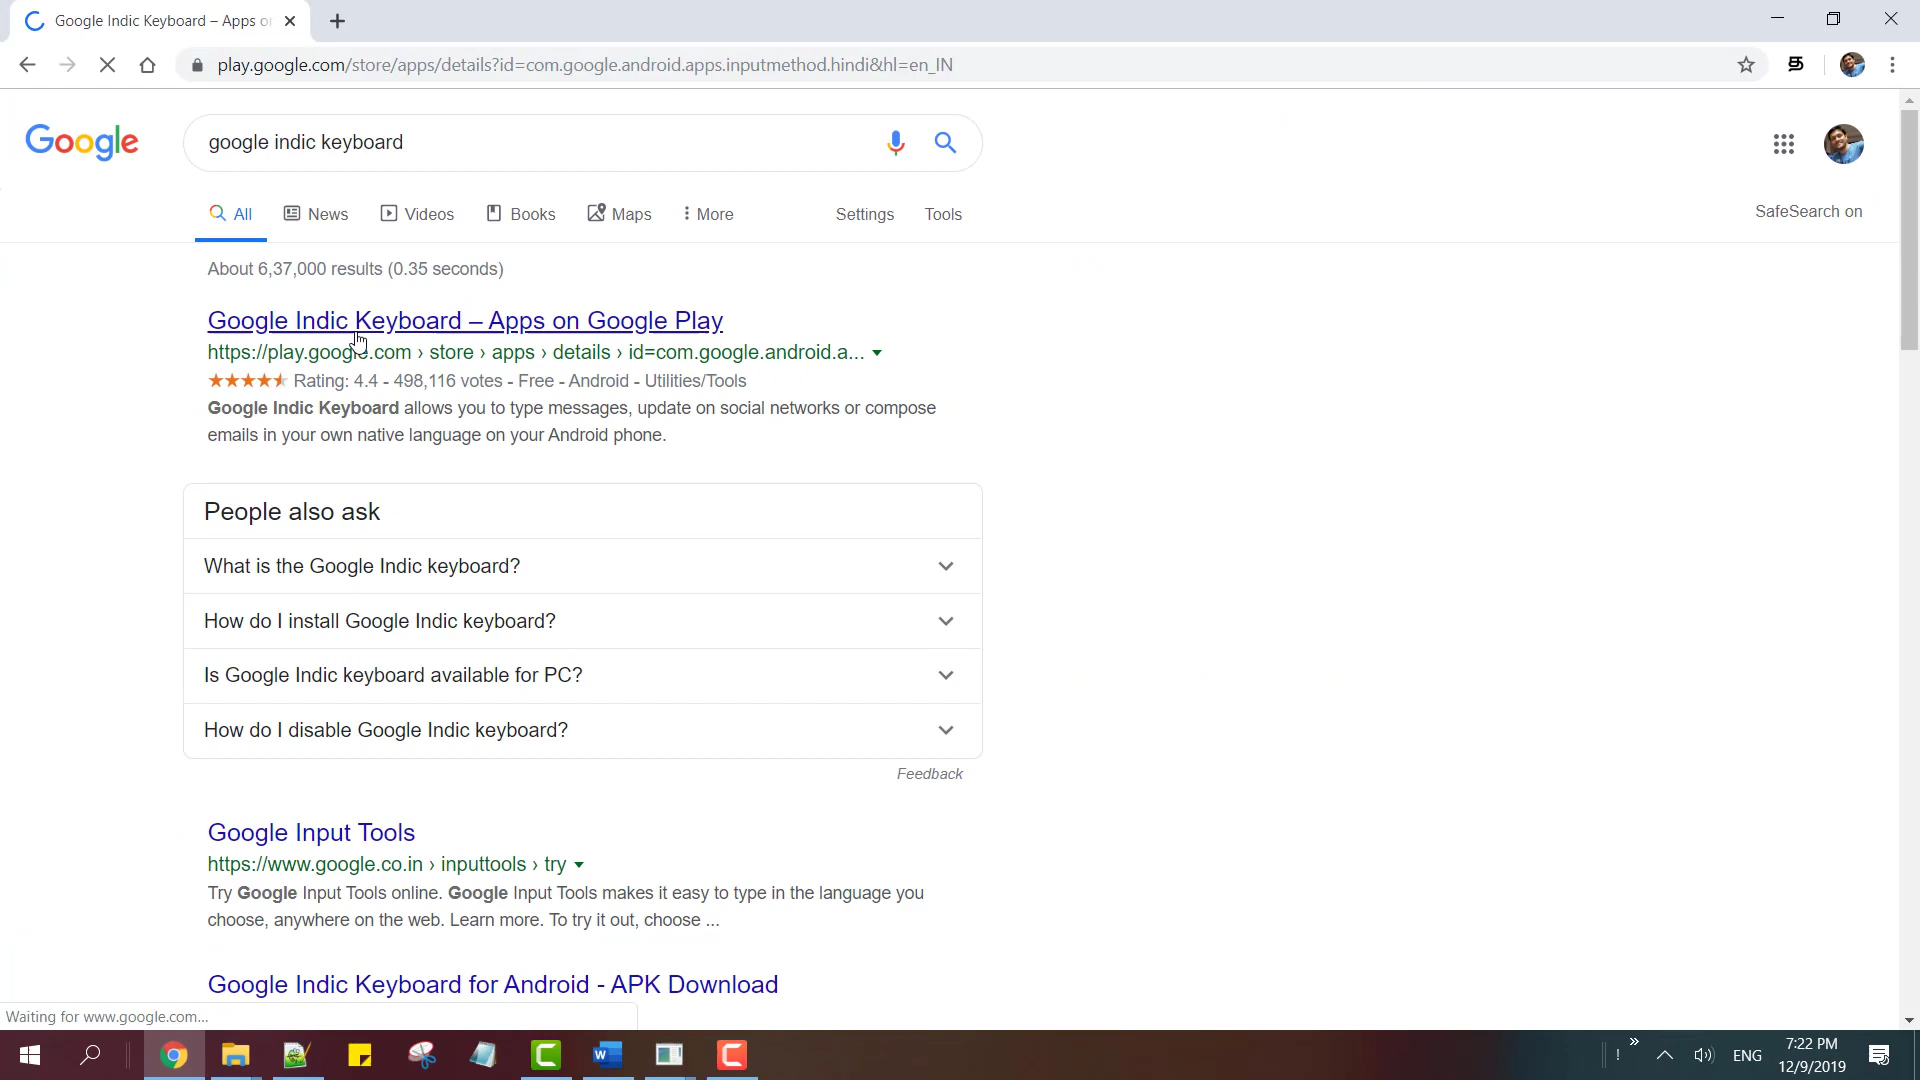 Google Indic Keyboard – Apps o
play.google.com/store/apps/details?id=com.google.android.apps.inputmethod.hindi&hl=en_IN
Google
google indic keyboard
All News Videos Books Maps More Settings Tools
SafeSearch on
About 6,37,000 results (0.35 seconds)
Google Indic Keyboard – Apps on Google Play
https://play.google.com › store › apps › details › id=com.google.android.a...
Rating: 4.4 - 498,116 votes - Free - Android - Utilities/Tools
Google Indic Keyboard allows you to type messages, update on social networks or compose
emails in your own native language on your Android phone.
People also ask
What is the Google Indic keyboard?
How do I install Google Indic keyboard?
Is Google Indic keyboard available for PC?
How do I disable Google Indic keyboard?
Feedback
Google Input Tools
https://www.google.co.in › inputtools › try
Try Google Input Tools online. Google Input Tools makes it easy to type in the language you
choose, anywhere on the web. Learn more. To try it out, choose ...
Google Indic Keyboard for Android - APK Download
Waiting for www.google.com...
ENG
7:22 PM
12/9/2019